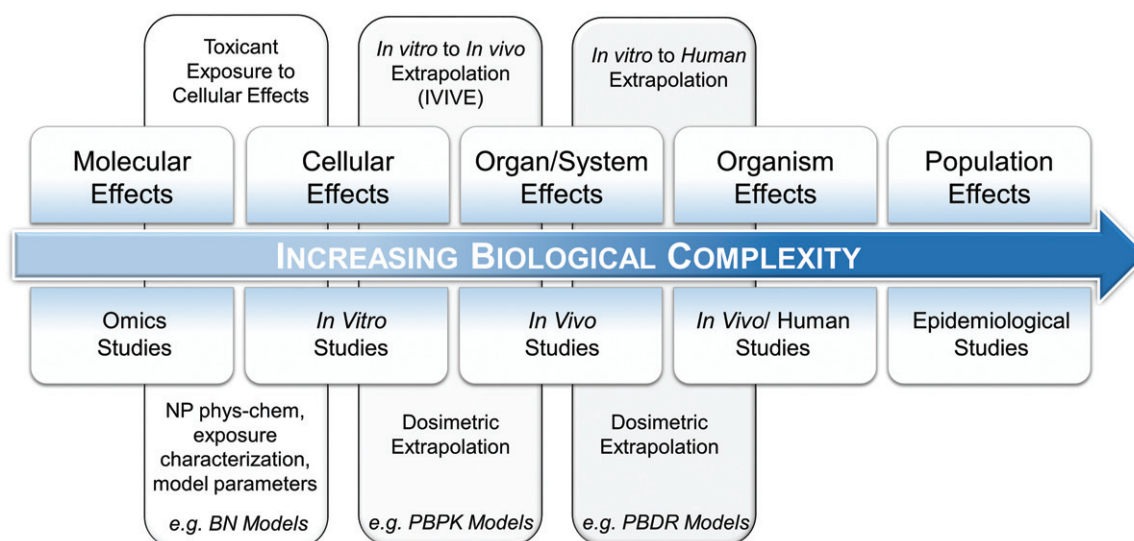 Toxicant
Exposure to
Cellular Effects
In vitro to In vivo
Extrapolation
(IVIVE)
In vitro to Human
Extrapolation
Molecular
Effects
Cellular
Effects
Organ/System
Effects
Organism
Effects
Population
Effects
INCREASING BIOLOGICAL COMPLEXITY
Omics
Studies
In Vitro
Studies
In Vivo
Studies
In Vivo/ Human
Studies
Epidemiological
Studies
NP phys-chem,
exposure
characterization,
model parameters
e.g. BN Models
Dosimetric
Extrapolation
e.g. PBPK Models
Dosimetric
Extrapolation
e.g. PBDR Models